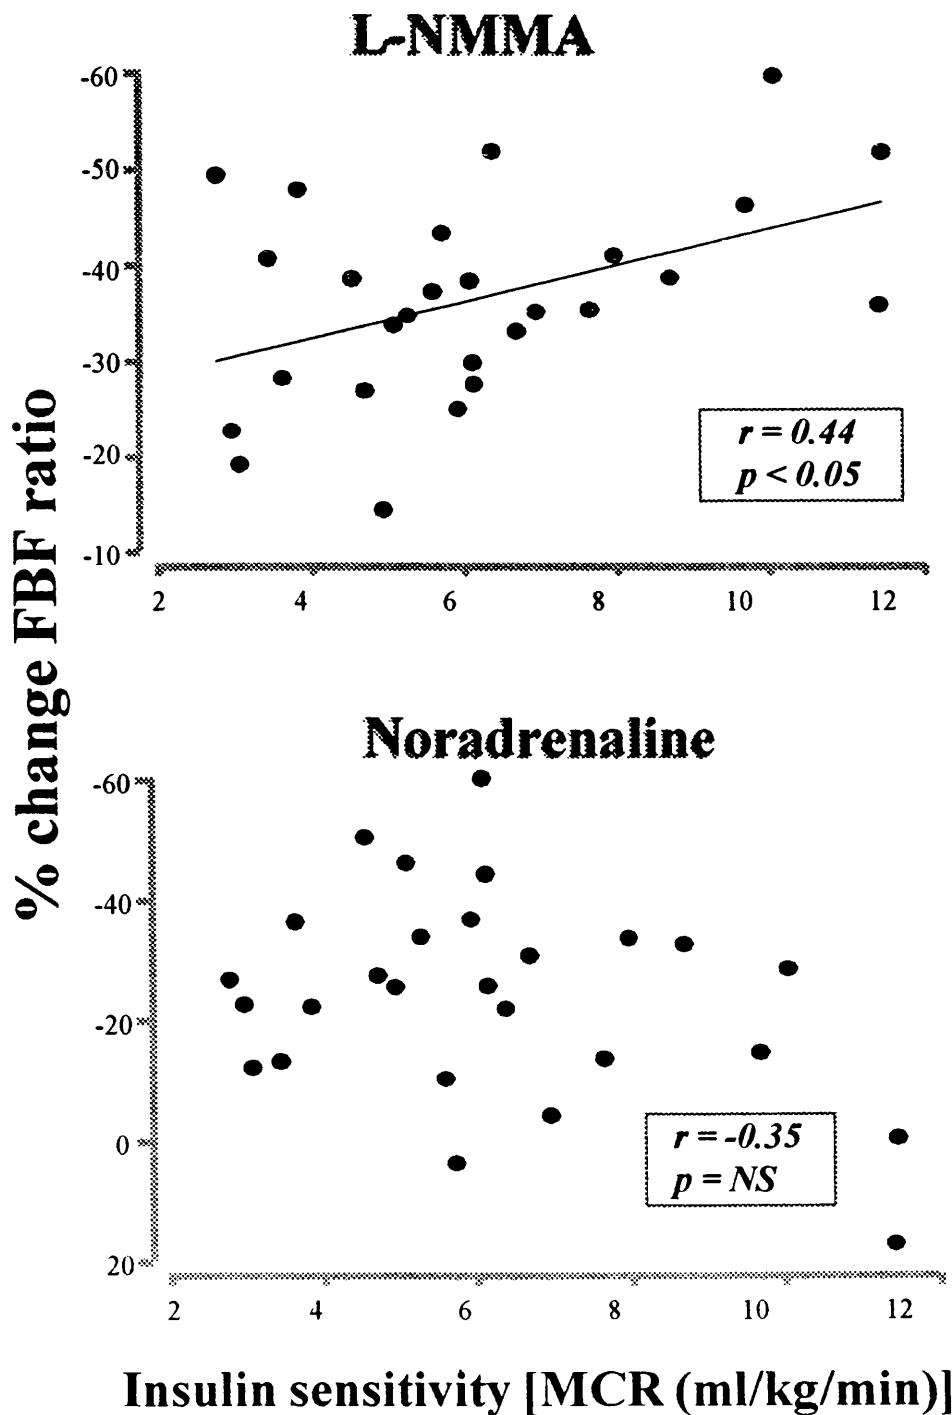 L-NMMA
-60
-50
-40
-30
-20
-10
r = 0.44
p < 0.05
2 4 6 8 10 12
% change FBF ratio
Noradrenaline
-60
-40
-20
0
20
r = -0.35
p = NS
2 4 6 8 10 12
Insulin sensitivity [MCR (ml/kg/min)]